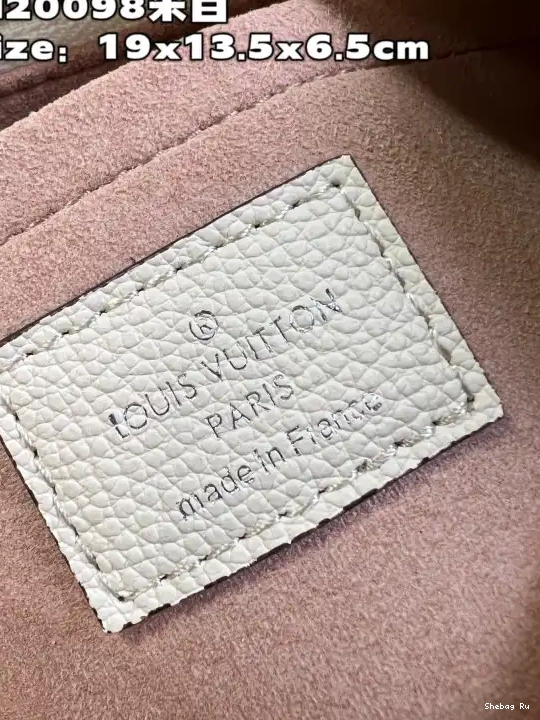 120098米白
ize：19x13.5x6.5cm
®
LOUIS VUITTON
PARIS
made in France
Shebag Ru